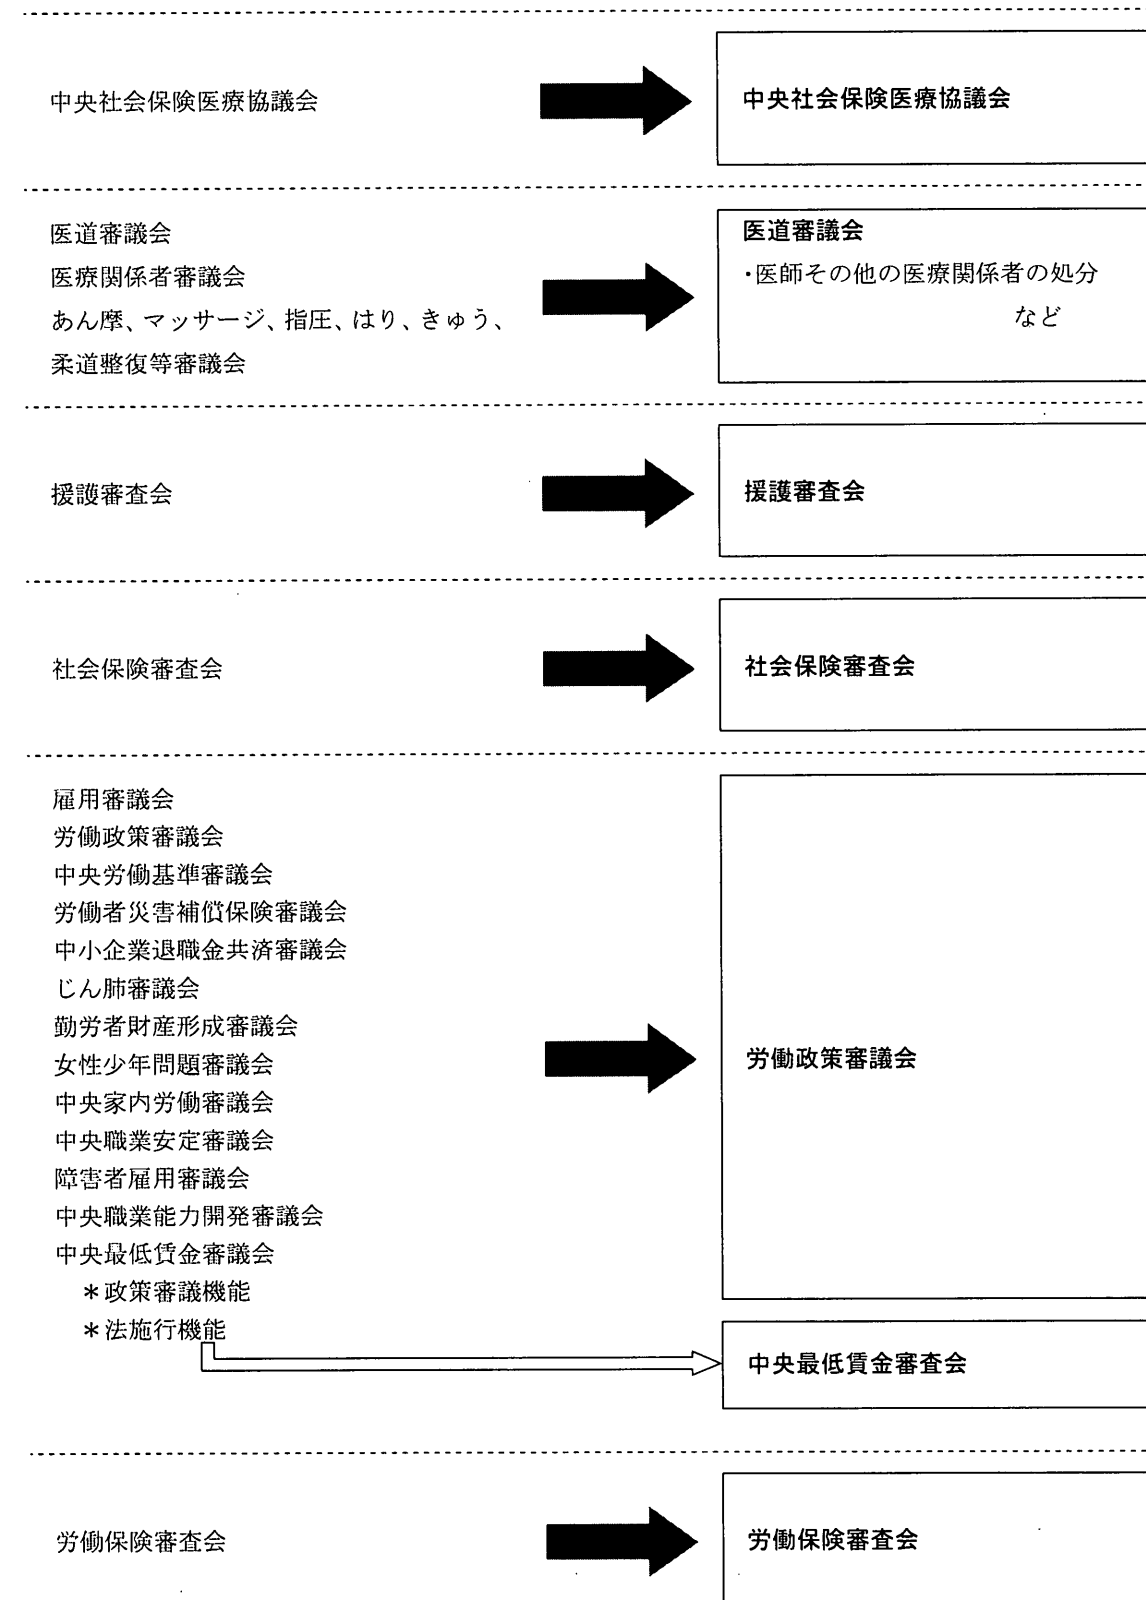 中央社会保険医療協議会
中央社会保険医療協議会
医道審議会
医療関係者審議会
あん摩、マッサージ、指圧、はり、きゅう、
柔道整復等審議会
医道審議会
・医師その他の医療関係者の処分
など
援護審査会
援護審査会
社会保険審査会
社会保険審査会
雇用審議会
労働政策審議会
中央労働基準審議会
労働者災害補償保険審議会
中小企業退職金共済審議会
じん肺審議会
勤労者財産形成審議会
女性少年問題審議会
中央家内労働審議会
中央職業安定審議会
障害者雇用審議会
中央職業能力開発審議会
中央最低賃金審議会
＊政策審議機能
＊法施行機能
労働政策審議会
中央最低賃金審査会
労働保険審査会
労働保険審査会